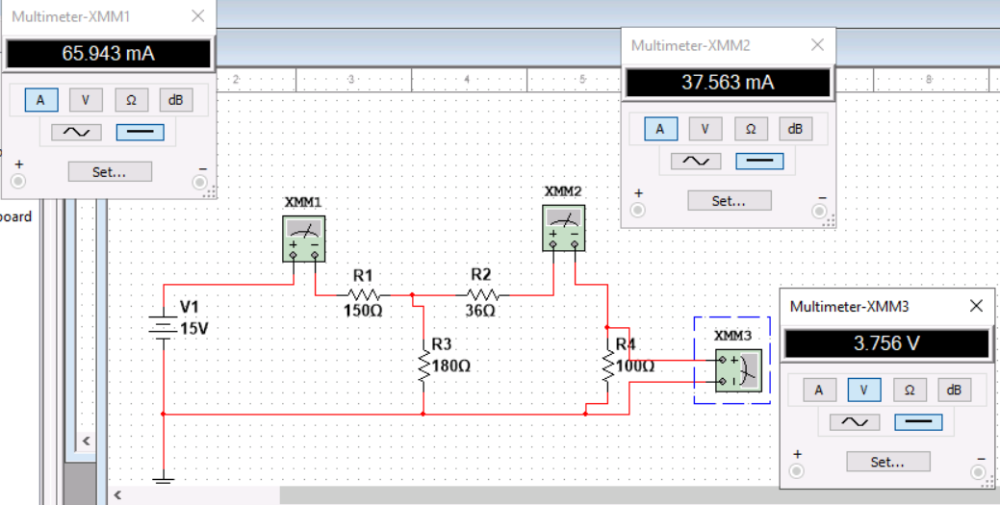 Multimeter-XMM1
65.943 mA
A V Ω dB
Set...
+ −
Multimeter-XMM2
37.563 mA
A V Ω dB
Set...
+ −
2 3 4 5 8
oard
XMM1
+ −
XMM2
+ −
R1
150Ω
R2
36Ω
V1
15V
R3
180Ω
R4
100Ω
XMM3
+ −
Multimeter-XMM3
3.756 V
A V Ω dB
Set...
+ −